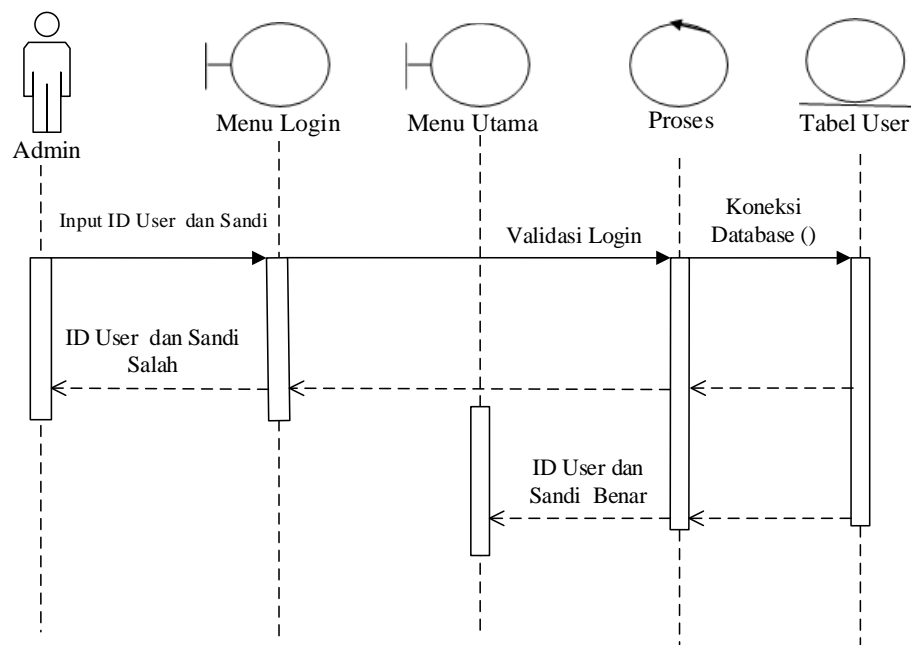 Admin
Menu Login
Menu Utama
Proses
Tabel User
Input ID User dan Sandi
Validasi Login
Koneksi
Database ()
ID User dan Sandi
Salah
ID User dan
Sandi Benar